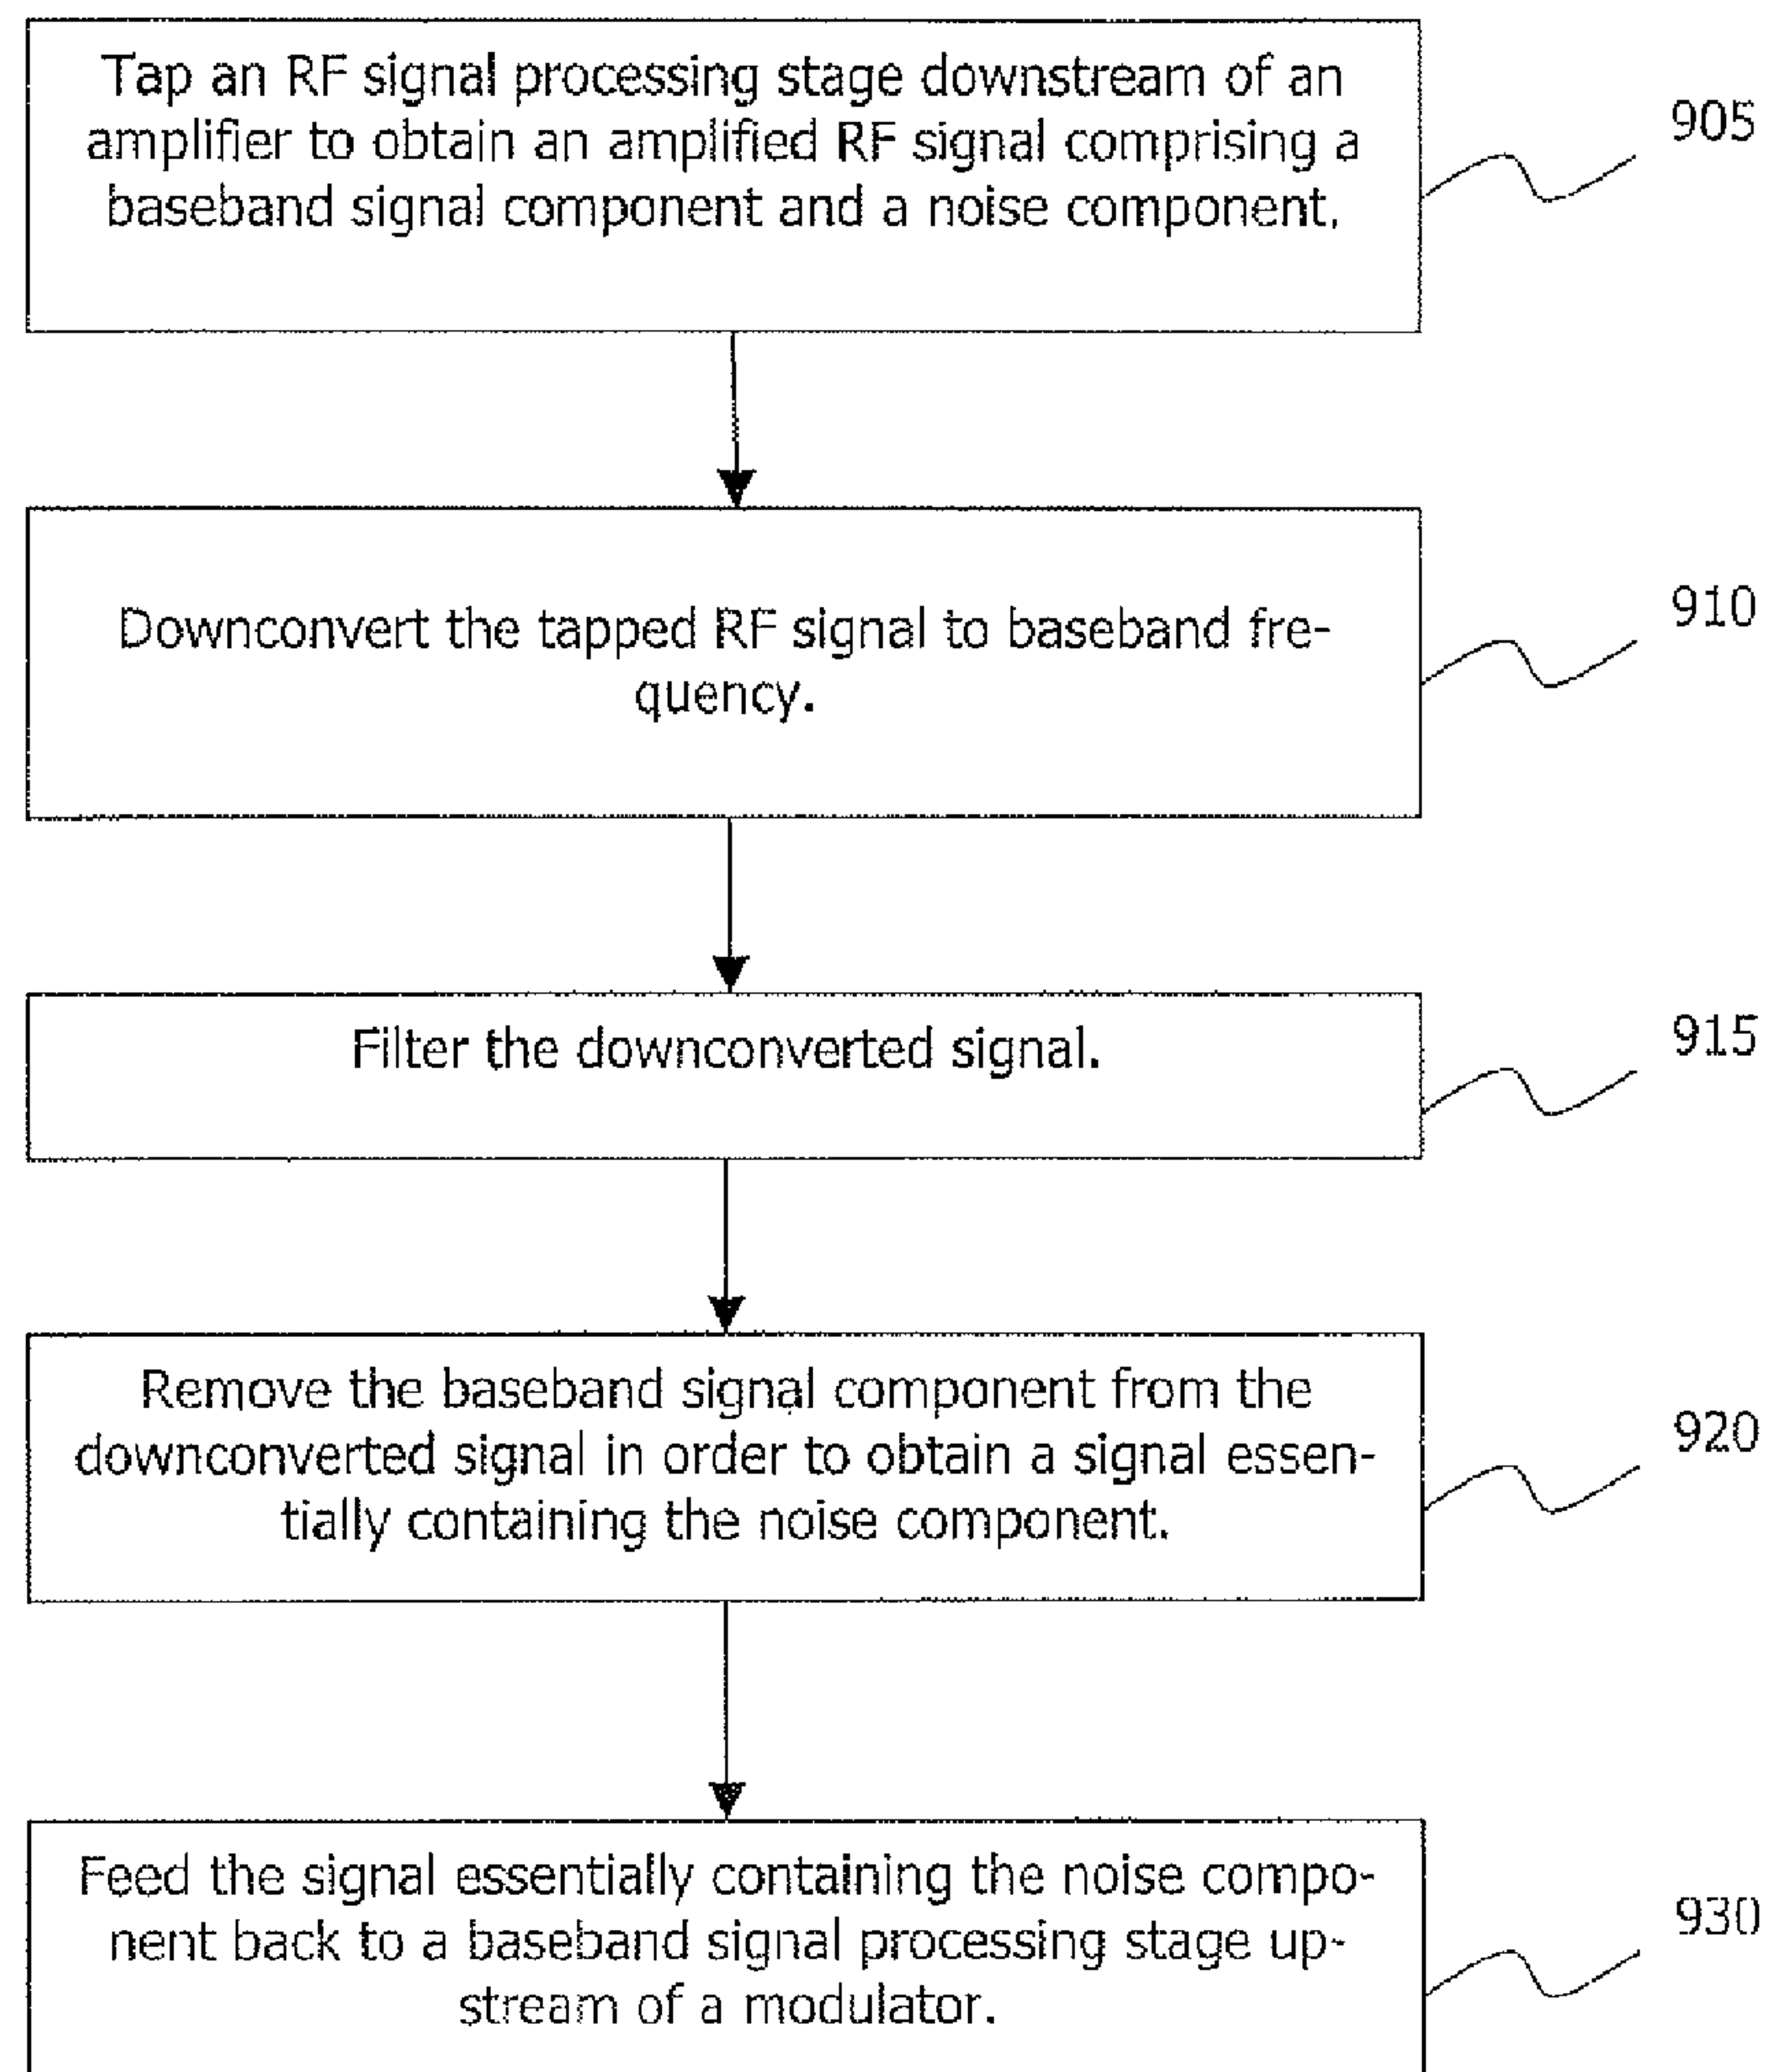 Tap an RF signal processing stage downstream of an
amplifier to obtain an amplified RF signal comprising a
baseband signal component and a noise component.
905
Downconvert the tapped RF signal to baseband fre-
quency.
910
Filter the downconverted signal.
915
Remove the baseband signal component from the
downconverted signal in order to obtain a signal essen-
tially containing the noise component.
920
Feed the signal essentially containing the noise compo-
nent back to a baseband signal processing stage up-
stream of a modulator.
930